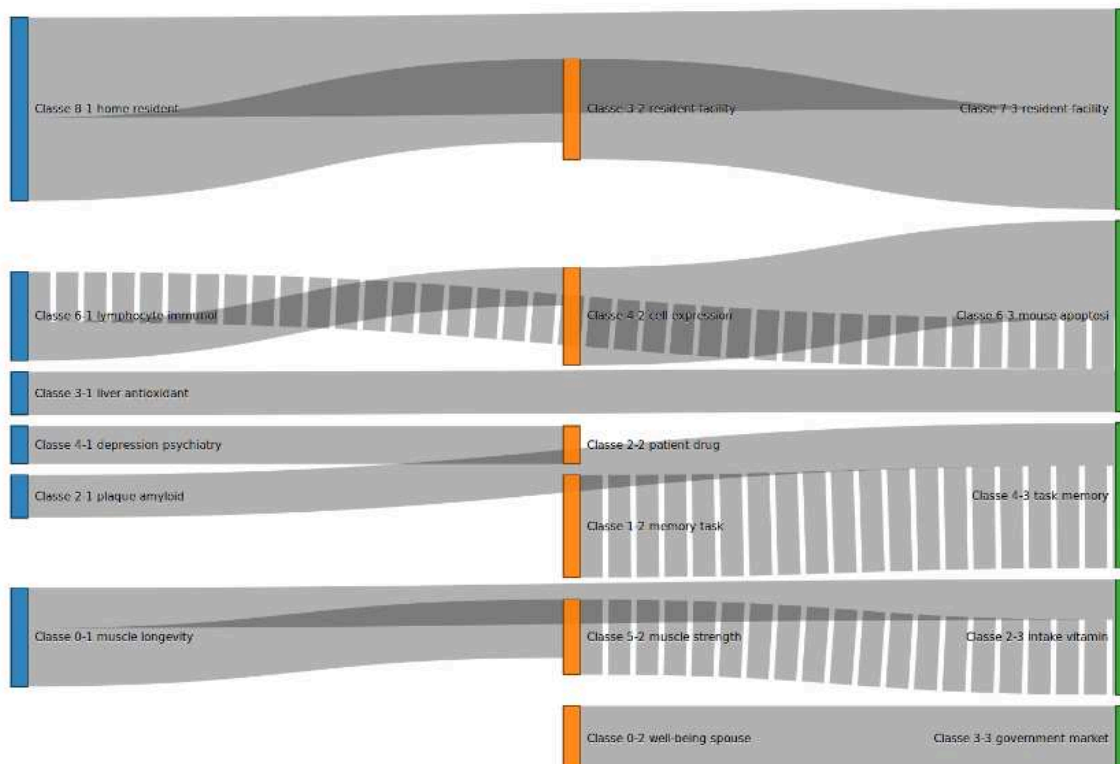 Classe 8-1 home resident
Classe 3-2 resident facility
Classe 7-3 resident facility
Classe 6-1 lymphocyte immunol
Classe 4-2 cell expression
Classe 6-3 mouse apoptosi
Classe 3-1 liver antioxidant
Classe 4-1 depression psychiatry
Classe 2-2 patient drug
Classe 2-1 plaque amyloid
Classe 4-3 task memory
Classe 1-2 memory task
Classe 0-1 muscle longevity
Classe 5-2 muscle strength
Classe 2-3 intake vitamin
Classe 0-2 well-being spouse
Classe 3-3 government market